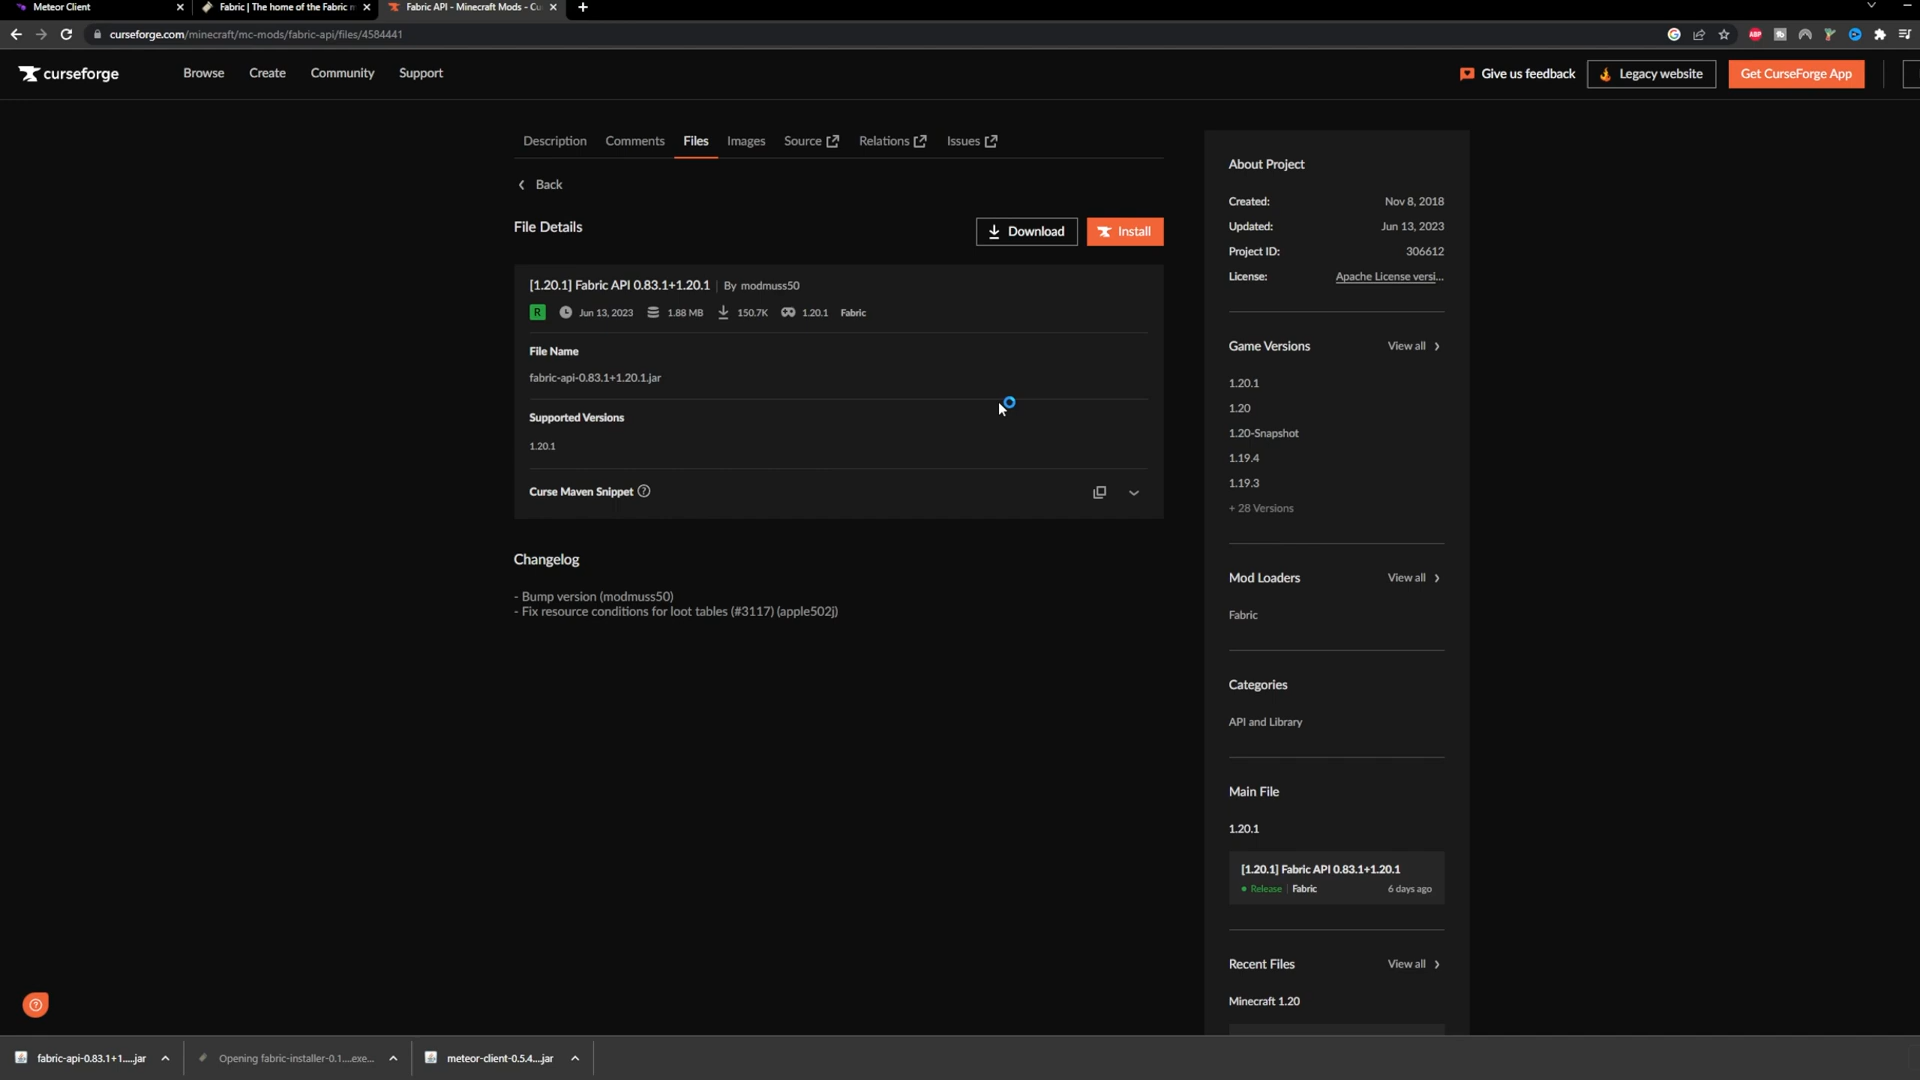 Meteor Client
Fabric | The home of the Fabric m
Fabric API - Minecraft Mods - Cu
curseforge.com/minecraft/mc-mods/fabric-api/files/4584441
curseforge
Browse
Create
Community
Support
Give us feedback
Legacy website
Get CurseForge App
Description
Comments
Files
Images
Source
Relations
Issues
Back
File Details
Download
Install
[1.20.1] Fabric API 0.83.1+1.20.1 | By modmuss50
R Jun 13, 2023 1.88 MB 150.7K 1.20.1 Fabric
File Name
fabric-api-0.83.1+1.20.1.jar
Supported Versions
1.20.1
Curse Maven Snippet
Changelog
- Bump version (modmuss50)
- Fix resource conditions for loot tables (#3117) (apple502j)
About Project
Created: Nov 8, 2018
Updated: Jun 13, 2023
Project ID: 306612
License: Apache License versi...
Game Versions View all
1.20.1
1.20
1.20-Snapshot
1.19.4
1.19.3
+ 28 Versions
Mod Loaders View all
Fabric
Categories
API and Library
Main File
1.20.1
[1.20.1] Fabric API 0.83.1+1.20.1
Release | Fabric 6 days ago
Recent Files View all
Minecraft 1.20
fabric-api-0.83.1+1....jar
Opening fabric-installer-0.1....exe...
meteor-client-0.5.4...jar